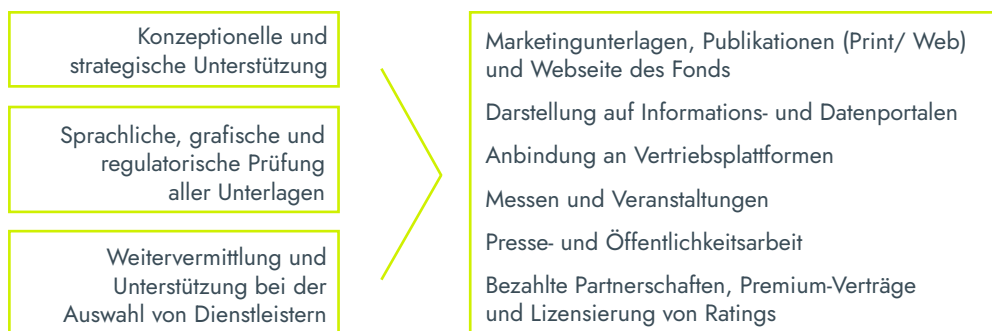 Konzeptionelle und
strategische Unterstützung
Sprachliche, grafische und
regulatorische Prüfung
aller Unterlagen
Weitervermittlung und
Unterstützung bei der
Auswahl von Dienstleistern
Marketingunterlagen, Publikationen (Print/ Web)
und Webseite des Fonds
Darstellung auf Informations- und Datenportalen
Anbindung an Vertriebsplattformen
Messen und Veranstaltungen
Presse- und Öffentlichkeitsarbeit
Bezahlte Partnerschaften, Premium-Verträge
und Lizensierung von Ratings